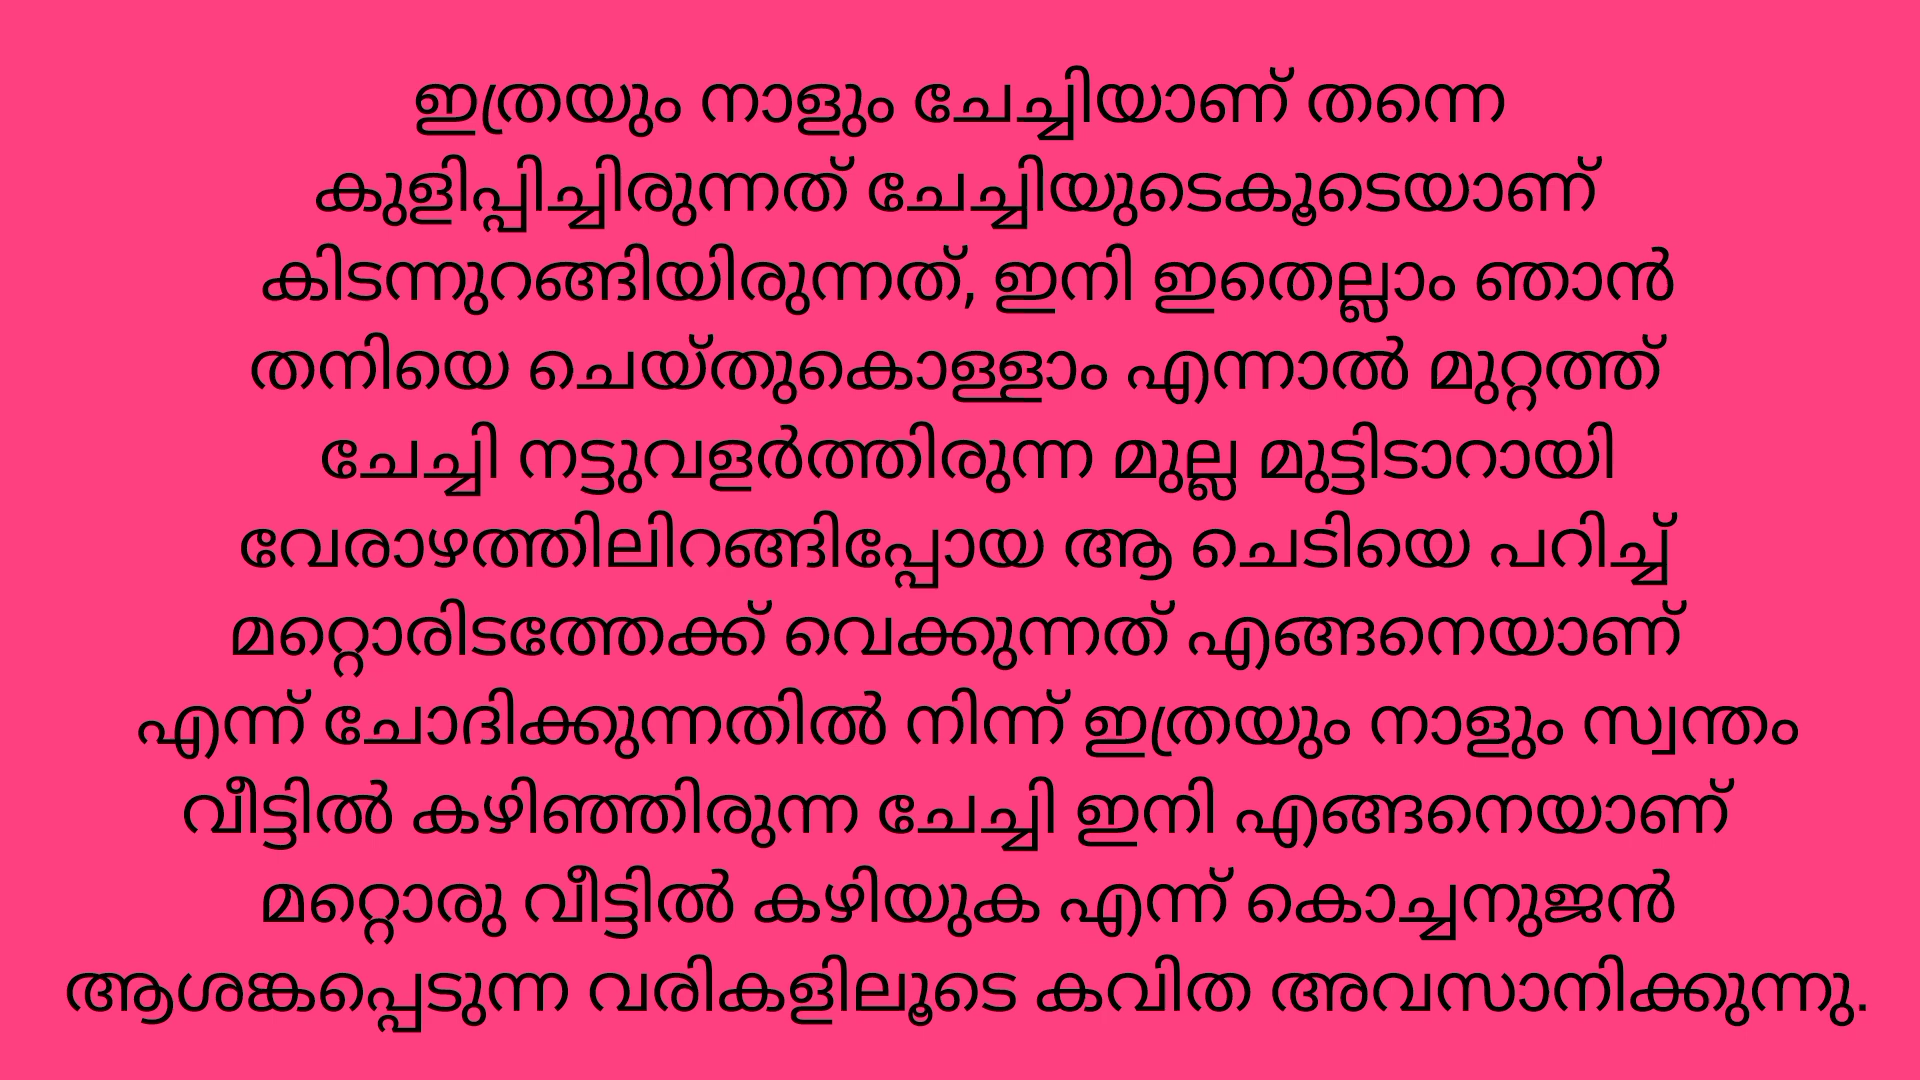 ഇത്രയും നാളും ചേച്ചിയാണ് തന്നെ
കുളിപ്പിച്ചിരുന്നത് ചേച്ചിയുടെകൂടെയാണ്
കിടന്നുറങ്ങിയിരുന്നത്, ഇനി ഇതെല്ലാം ഞാൻ
തനിയെ ചെയ്തുകൊള്ളാം എന്നാൽ മുറ്റത്ത്
ചേച്ചി നട്ടുവളർത്തിരുന്ന മുല്ല മുട്ടിടാറായി
വേരാഴത്തിലിറങ്ങിപ്പോയ ആ ചെടിയെ പറിച്ച്
മറ്റൊരിടത്തേക്ക് വെക്കുന്നത് എങ്ങനെയാണ്
എന്ന് ചോദിക്കുന്നതിൽ നിന്ന് ഇത്രയും നാളും സ്വന്തം
വീട്ടിൽ കഴിഞ്ഞിരുന്ന ചേച്ചി ഇനി എങ്ങനെയാണ്
മറ്റൊരു വീട്ടിൽ കഴിയുക എന്ന് കൊച്ചനുജൻ
ആശങ്കപ്പെടുന്ന വരികളിലൂടെ കവിത അവസാനിക്കുന്നു.